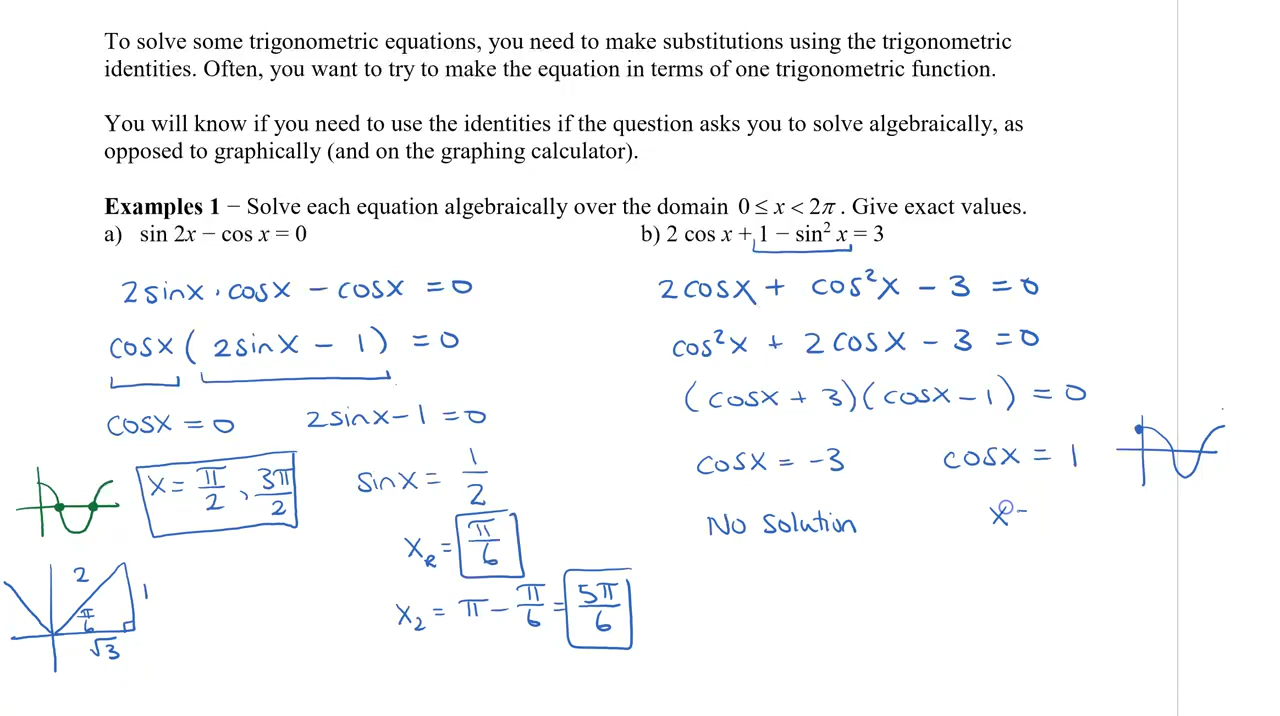 To solve some trigonometric equations, you need to make substitutions using the trigonometric
identities. Often, you want to try to make the equation in terms of one trigonometric function.
You will know if you need to use the identities if the question asks you to solve algebraically, as
opposed to graphically (and on the graphing calculator).
Examples 1 − Solve each equation algebraically over the domain 0 ≤ x < 2π . Give exact values.
a) sin 2x − cos x = 0
2 sinx · cosx − cosx = 0
cosx ( 2sinx − 1 ) = 0
cosx = 0
2sinx − 1 = 0
x = π/2 , 3π/2
sinx = 1/2
x_R = π/6
x₂ = π − π/6 = 5π/6
2
1
π/6
√3
b) 2 cos x + 1 − sin² x = 3
2cosx + cos²x − 3 = 0
cos²x + 2cosx − 3 = 0
(cosx + 3)(cosx − 1) = 0
cosx = −3
cosx = 1
No Solution
x =